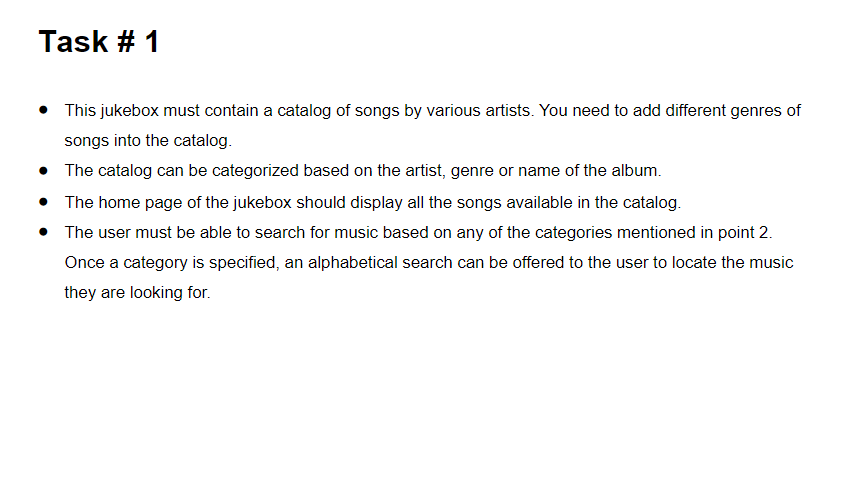 Task # 1
● This jukebox must contain a catalog of songs by various artists. You need to add different genres of
songs into the catalog.
● The catalog can be categorized based on the artist, genre or name of the album.
● The home page of the jukebox should display all the songs available in the catalog.
● The user must be able to search for music based on any of the categories mentioned in point 2.
Once a category is specified, an alphabetical search can be offered to the user to locate the music
they are looking for.